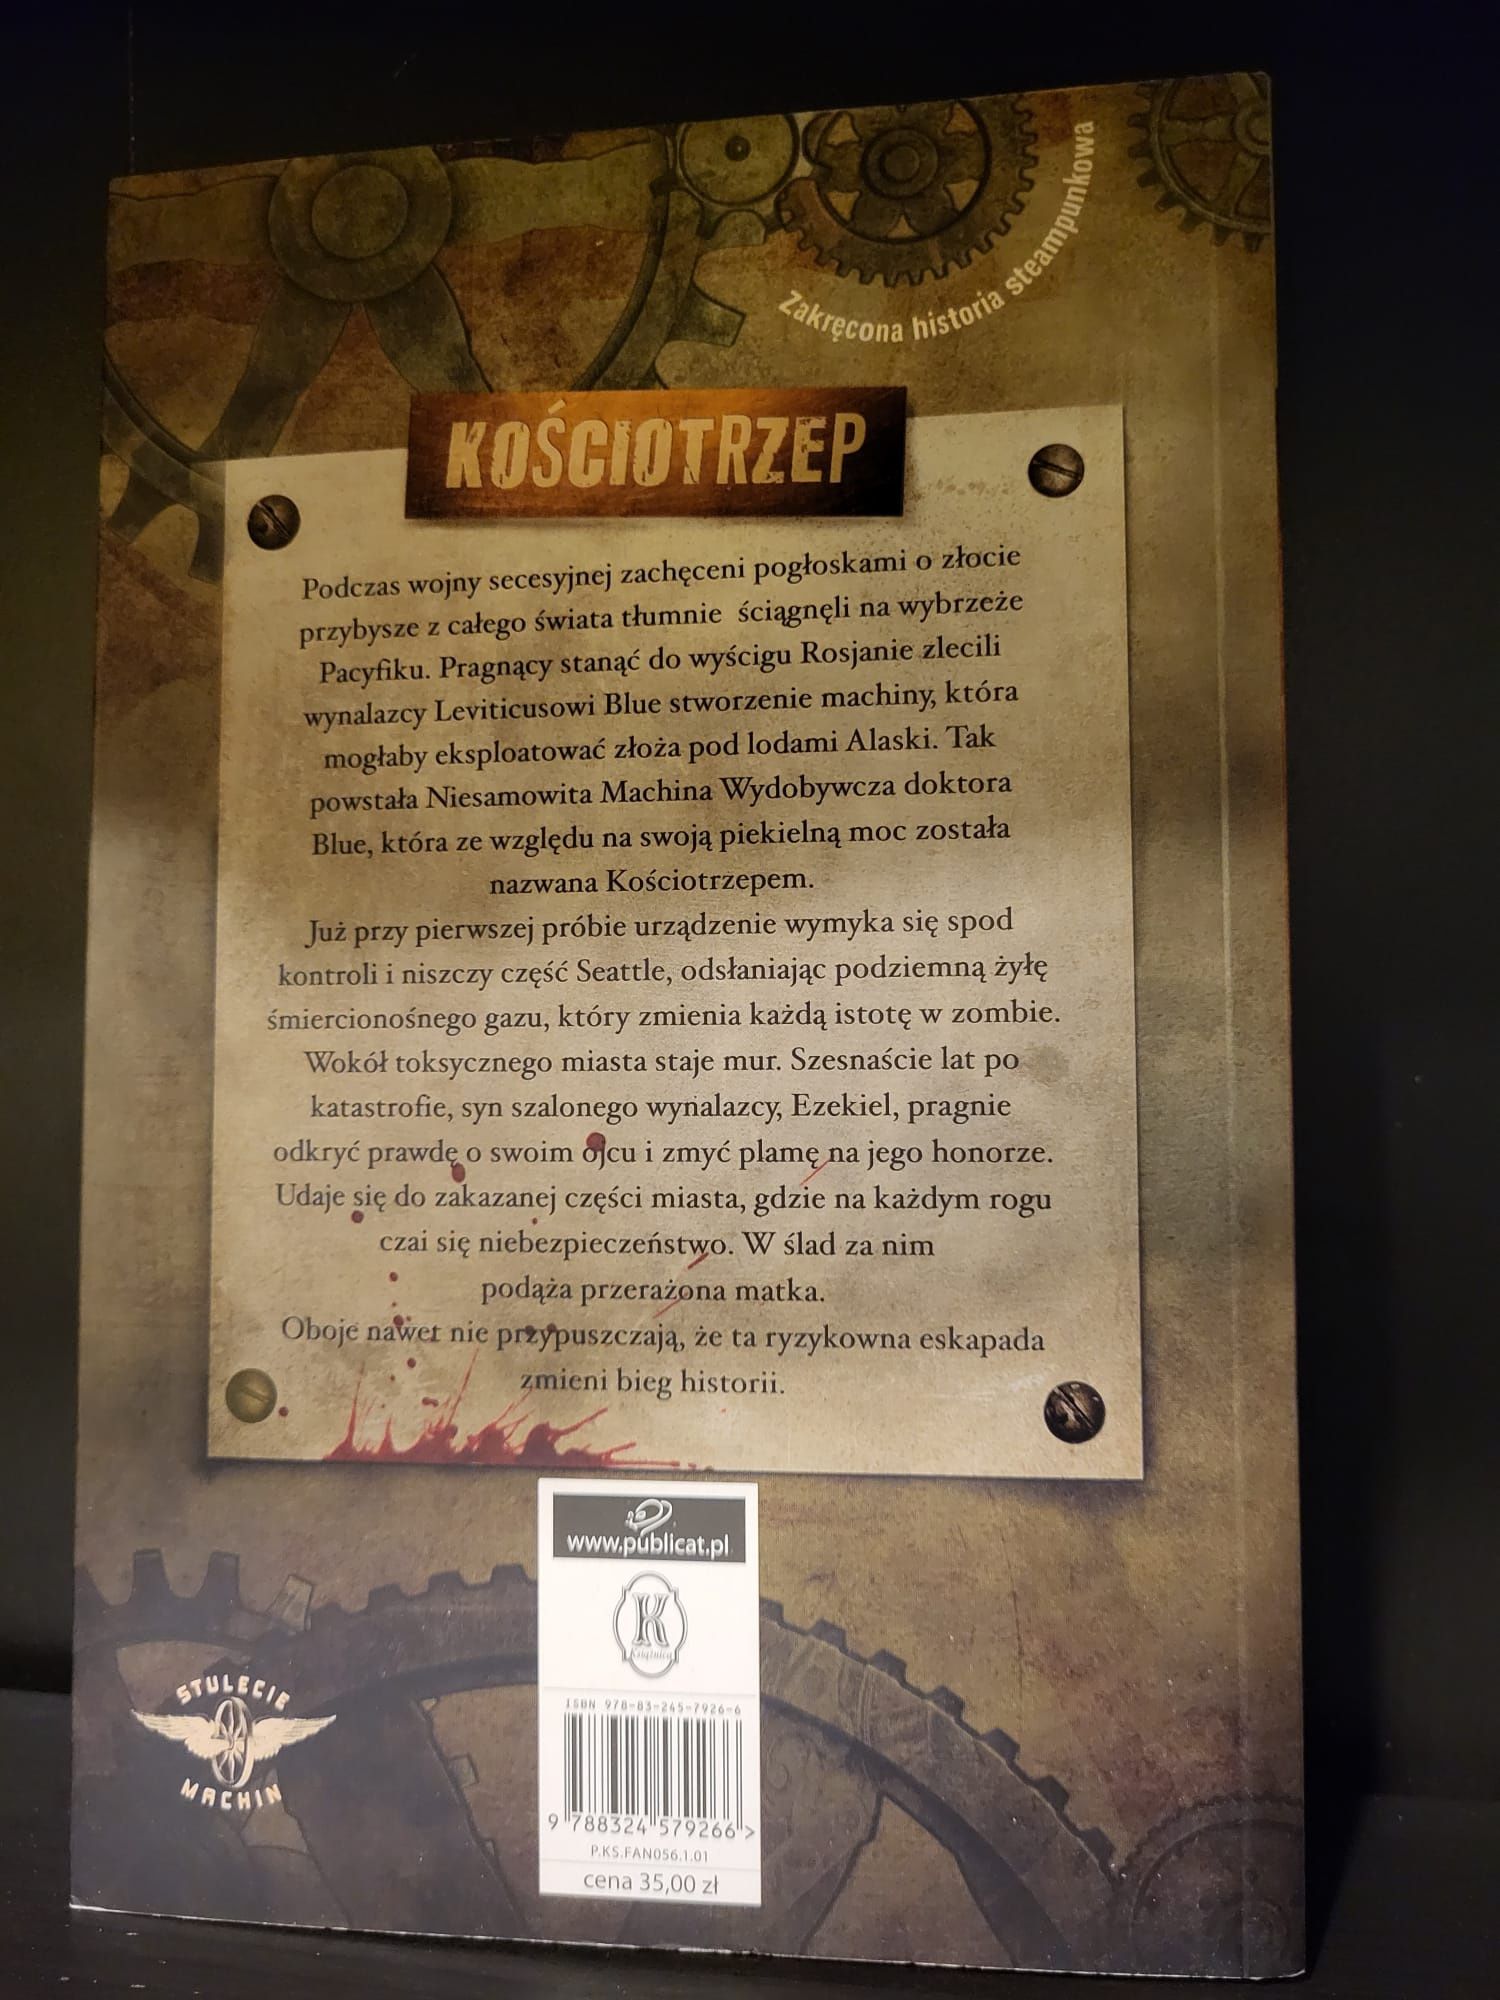 Zakręcona historia steampunkowa
KOŚCIOTRZEP
Podczas wojny secesyjnej zachęceni pogłoskami o złocie
przybysze z całego świata tłumnie ściągnęli na wybrzeże
Pacyfiku. Pragnący stanąć do wyścigu Rosjanie zlecili
wynalazcy Leviticusowi Blue stworzenie machiny, która
mogłaby eksploatować złoża pod lodami Alaski. Tak
powstała Niesamowita Machina Wydobywcza doktora
Blue, która ze względu na swoją piekielną moc została
nazwana Kościotrzepem.
Już przy pierwszej próbie urządzenie wymyka się spod
kontroli i niszczy część Seattle, odsłaniając podziemną żyłę
śmiercionośnego gazu, który zmienia każdą istotę w zombie.
Wokół toksycznego miasta staje mur. Szesnaście lat po
katastrofie, syn szalonego wynalazcy, Ezekiel, pragnie
odkryć prawdę o swoim ojcu i zmyć plamę na jego honorze.
Udaje się do zakazanej części miasta, gdzie na każdym rogu
czai się niebezpieczeństwo. W ślad za nim
podąża przerażona matka.
Oboje nawet nie przypuszczają, że ta ryzykowna eskapada
zmieni bieg historii.
www.publicat.pl
K
Książnica
ISBN 978-83-245-7926-6
9 788324 579266 >
P.KS.FAN056.1.01
cena 35,00 zł
STULECIE
MACHIN